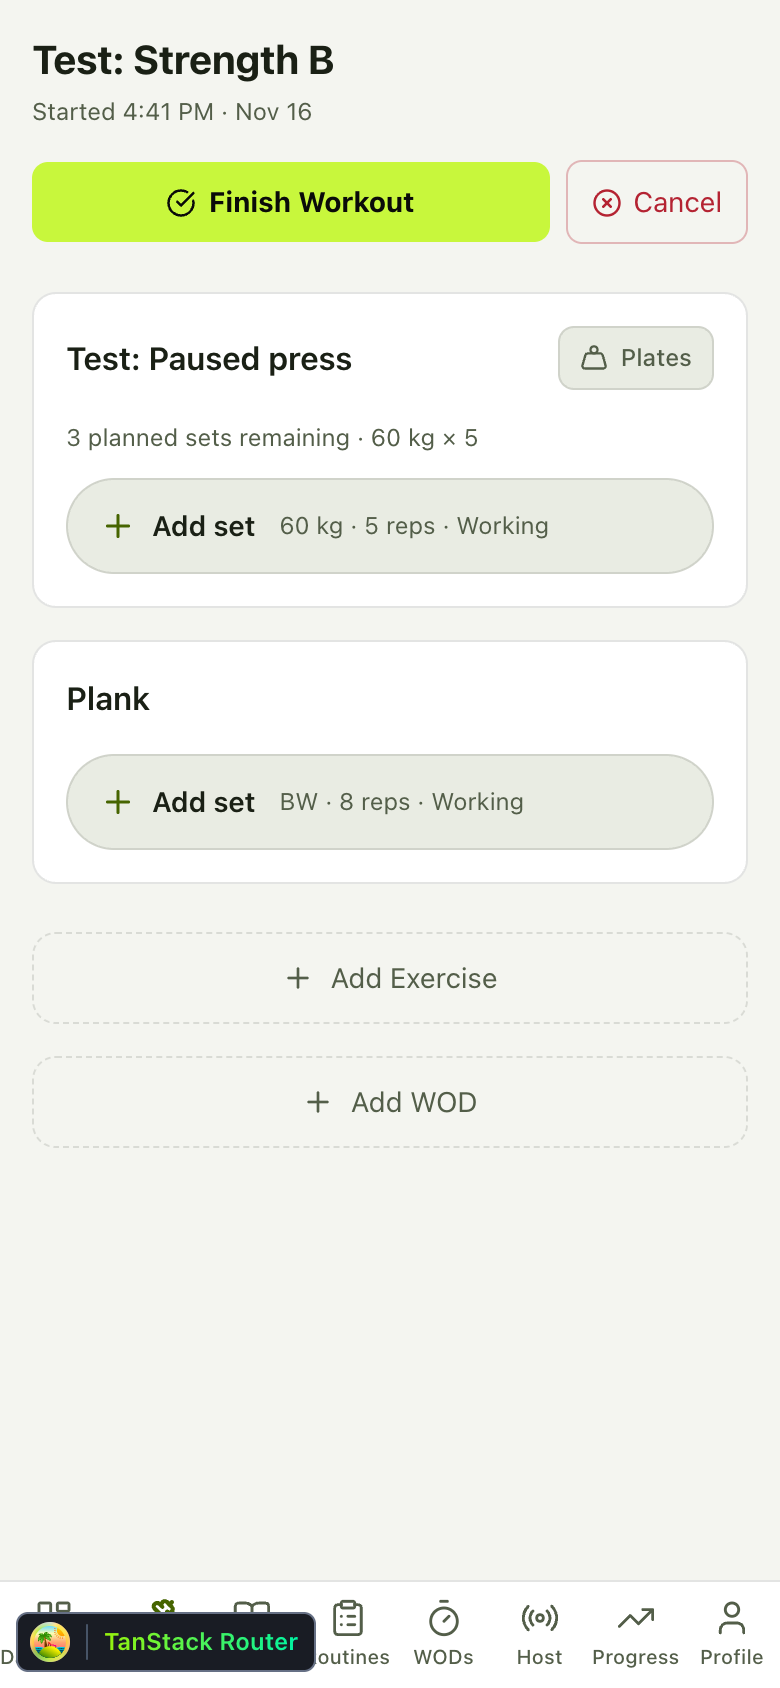 Test: Strength B
Started 4:41 PM · Nov 16
Finish Workout
Cancel
Test: Paused press
Plates
3 planned sets remaining · 60 kg × 5
Add set 60 kg · 5 reps · Working
Plank
Add set BW · 8 reps · Working
Add Exercise
Add WOD
TanStack Router
D
outines
WODs
Host
Progress
Profile